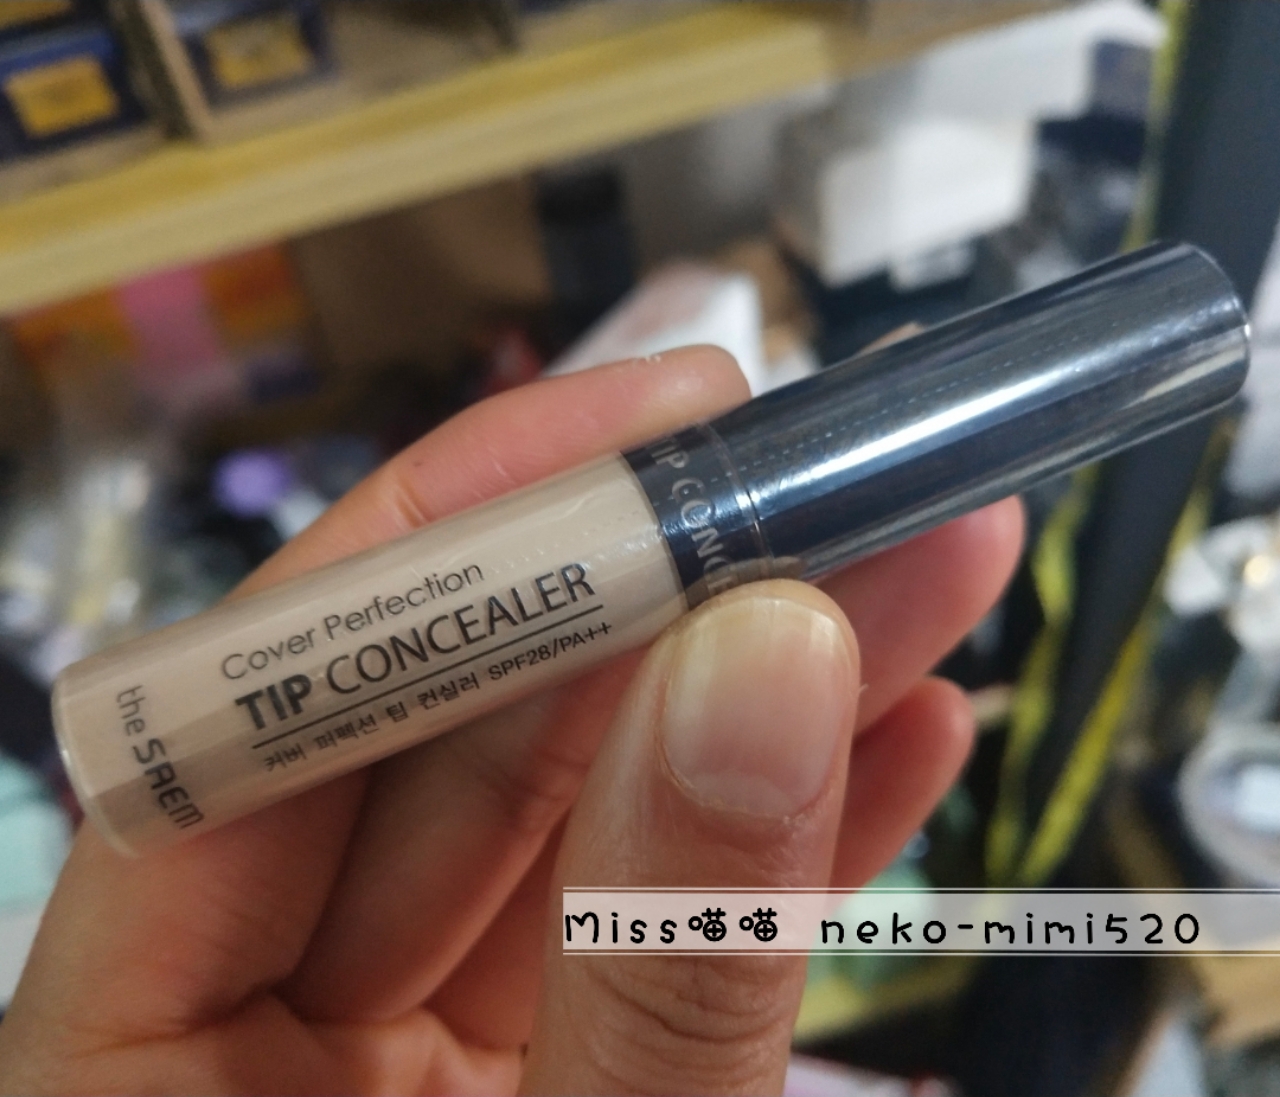 Cover Perfection
TIP CONCEALER
커버 퍼펙션 팁 컨실러 SPF28/PA++
the SAEM
TIP CONCE
Miss喵喵 neko-mimi520